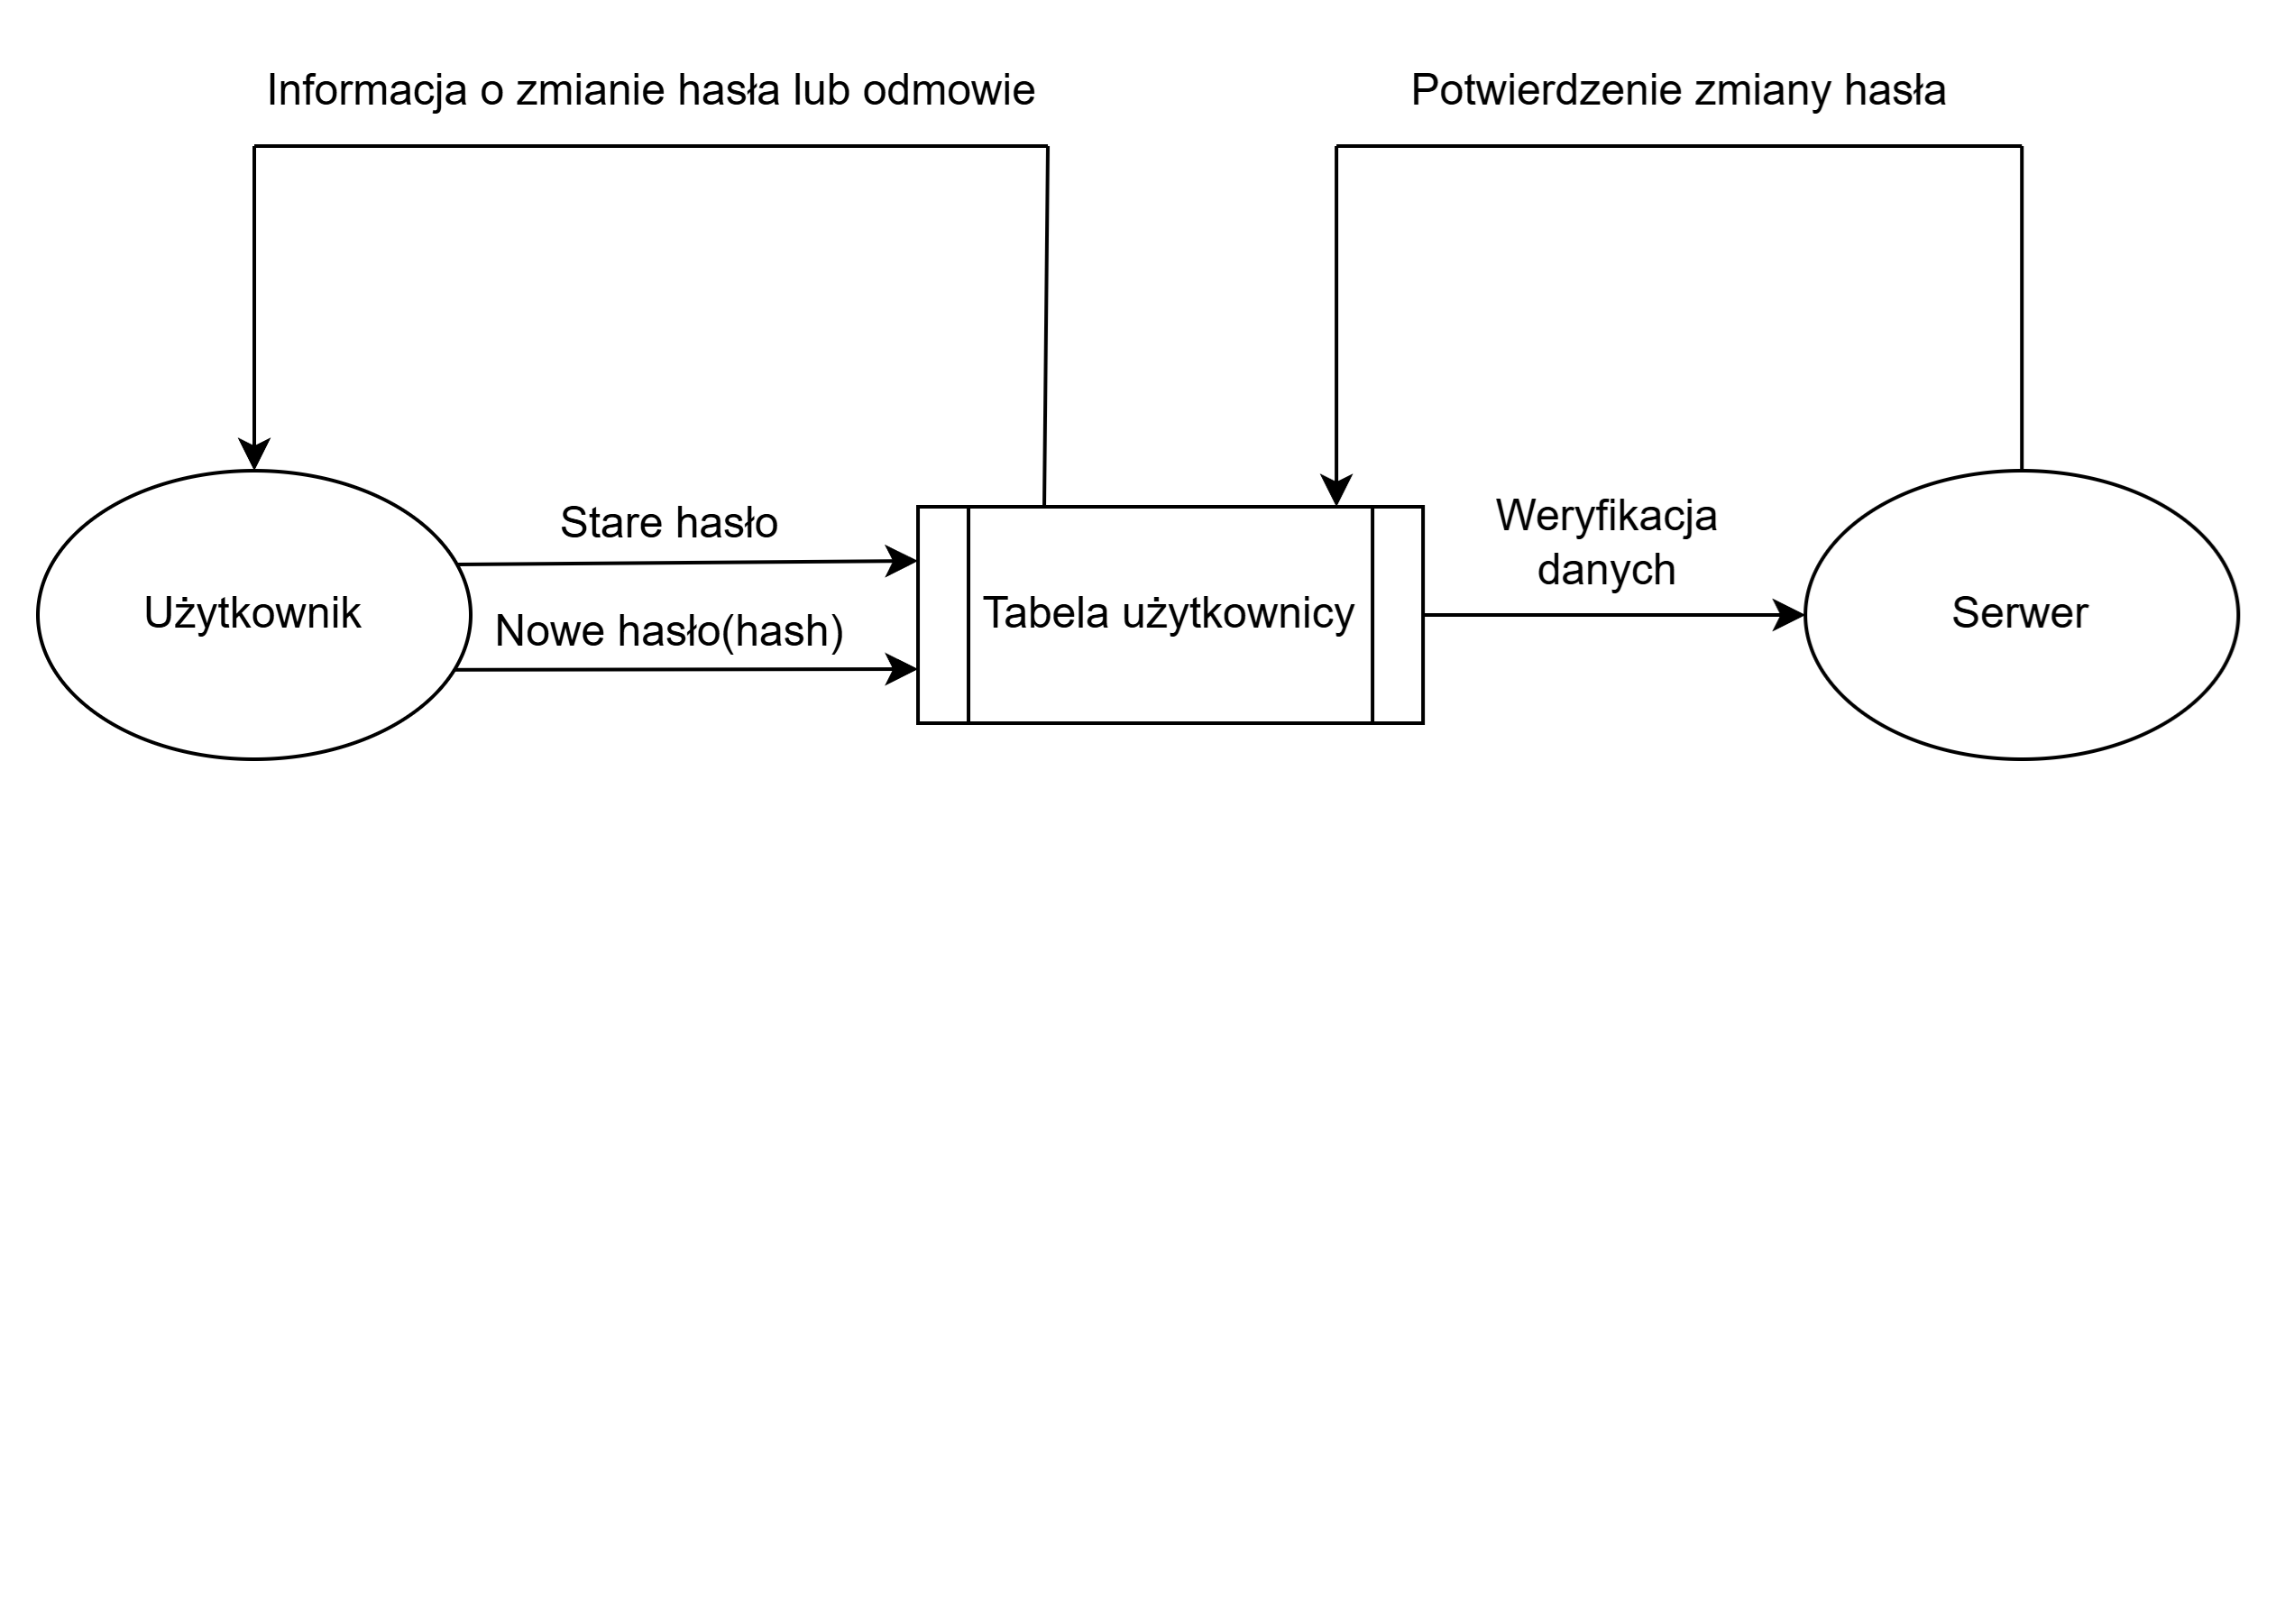 Informacja o zmianie hasła lub odmowie
Potwierdzenie zmiany hasła
Stare hasło
Nowe hasło(hash)
Weryfikacja
danych
Użytkownik
Tabela użytkownicy
Serwer